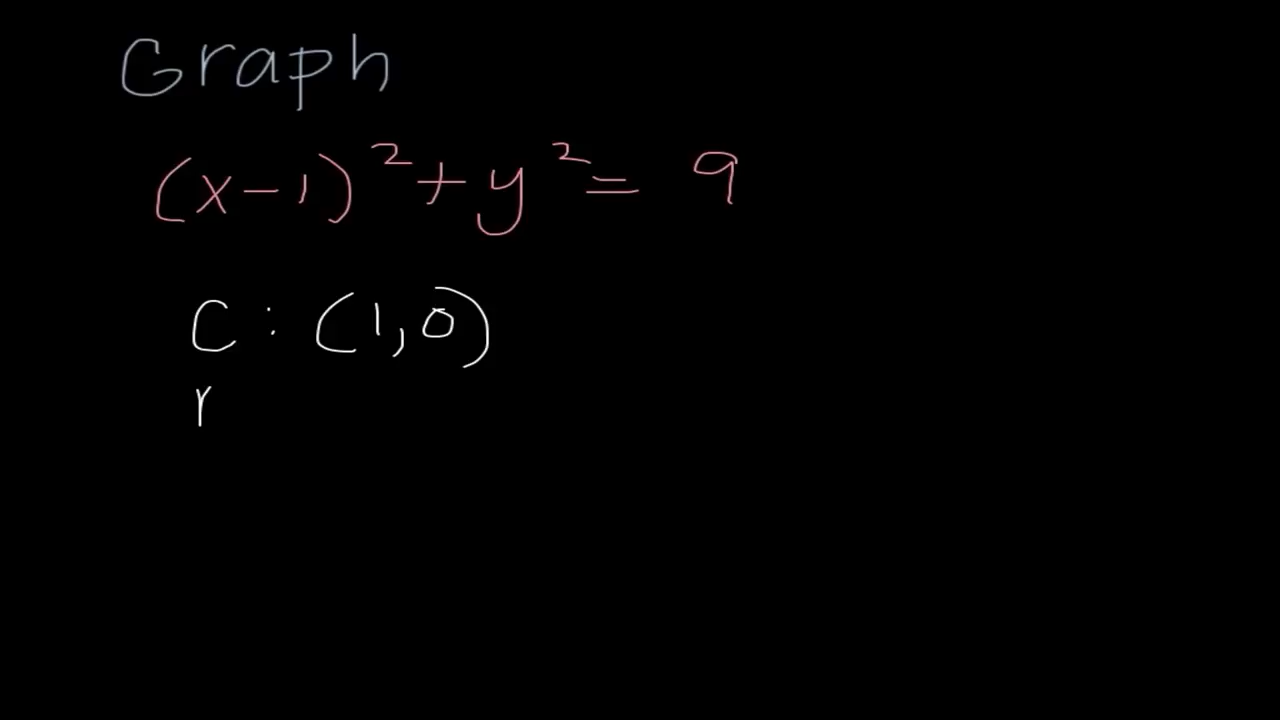 Graph
(x-1)² + y² = 9
C : (1,0)
r